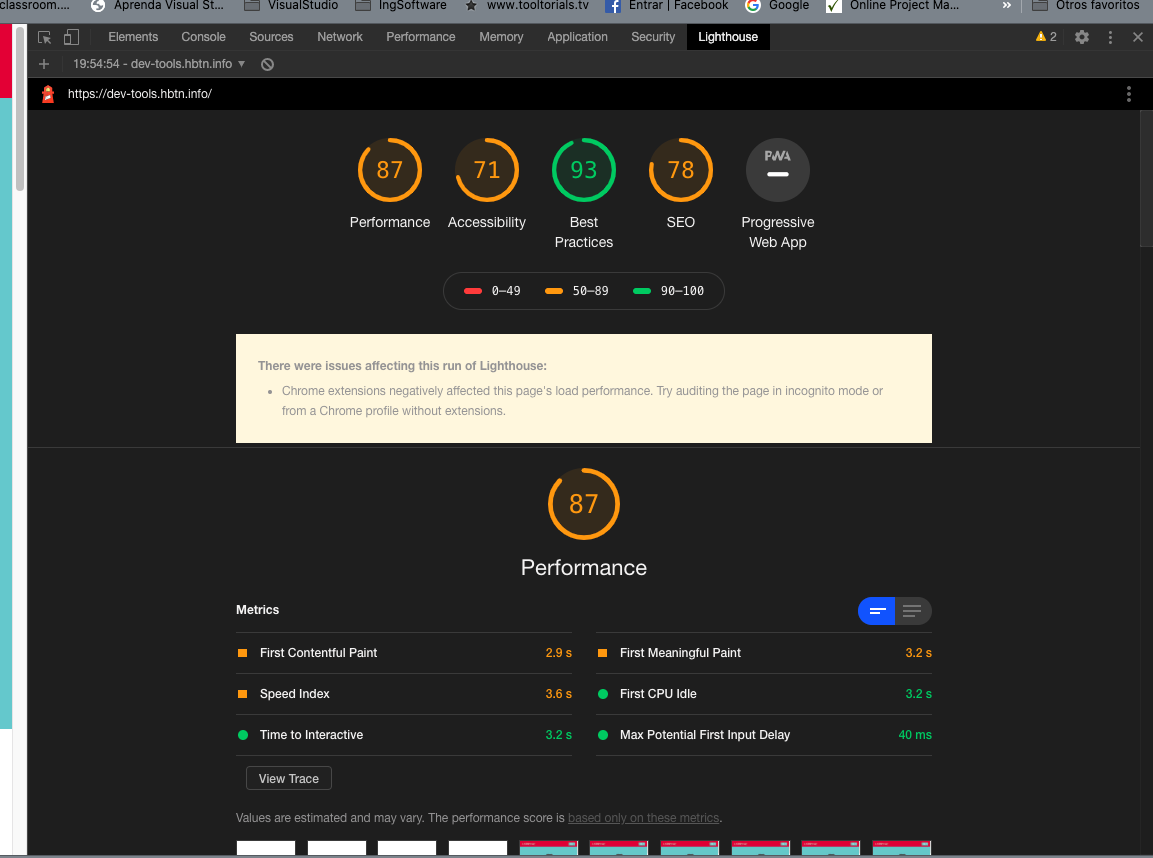 classroom.... Aprenda Visual St... VisualStudio IngSoftware www.tooltorials.tv Entrar | Facebook Google Online Project Ma... » Otros favoritos
Elements Console Sources Network Performance Memory Application Security Lighthouse 2
19:54:54 - dev-tools.hbtn.info
https://dev-tools.hbtn.info/
87 71 93 78 PWA
Performance Accessibility Best Practices SEO Progressive Web App
0–49 50–89 90–100
There were issues affecting this run of Lighthouse:
• Chrome extensions negatively affected this page's load performance. Try auditing the page in incognito mode or
from a Chrome profile without extensions.
87
Performance
Metrics
First Contentful Paint 2.9 s First Meaningful Paint 3.2 s
Speed Index 3.6 s First CPU Idle 3.2 s
Time to Interactive 3.2 s Max Potential First Input Delay 40 ms
View Trace
Values are estimated and may vary. The performance score is based only on these metrics.